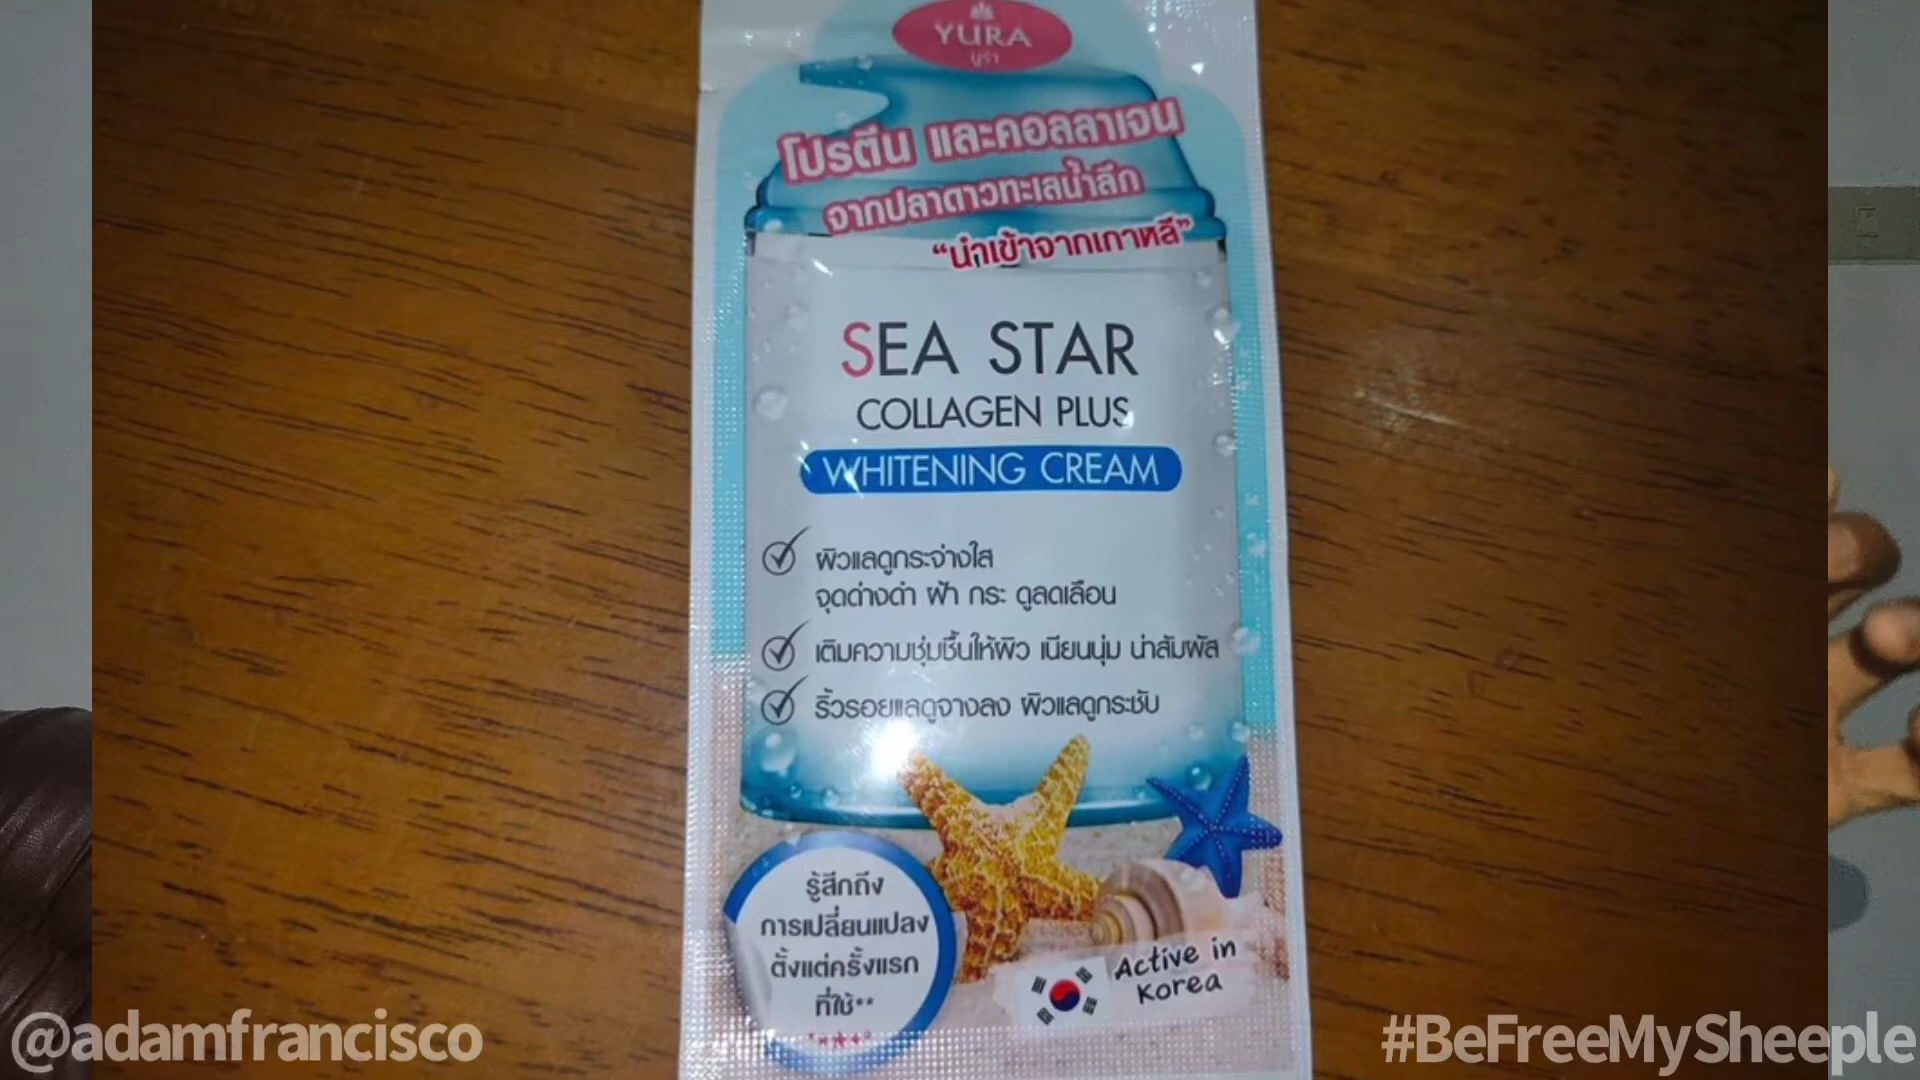 YURA
ยูร่า
โปรตีน และคอลลาเจน
จากปลาดาวทะเลน้ำลึก
“นำเข้าจากเกาหลี”
SEA STAR
COLLAGEN PLUS
WHITENING CREAM
ผิวแลดูกระจ่างใส
จุดด่างดำ ฝ้า กระ ดูลดเลือน
เติมความชุ่มชื้นให้ผิว เนียนนุ่ม น่าสัมผัส
ริ้วรอยแลดูจางลง ผิวแลดูกระชับ
รู้สึกถึง
การเปลี่ยนแปลง
ตั้งแต่ครั้งแรก
ที่ใช้**
Active in
Korea
@adamfrancisco
#BeFreeMySheeple